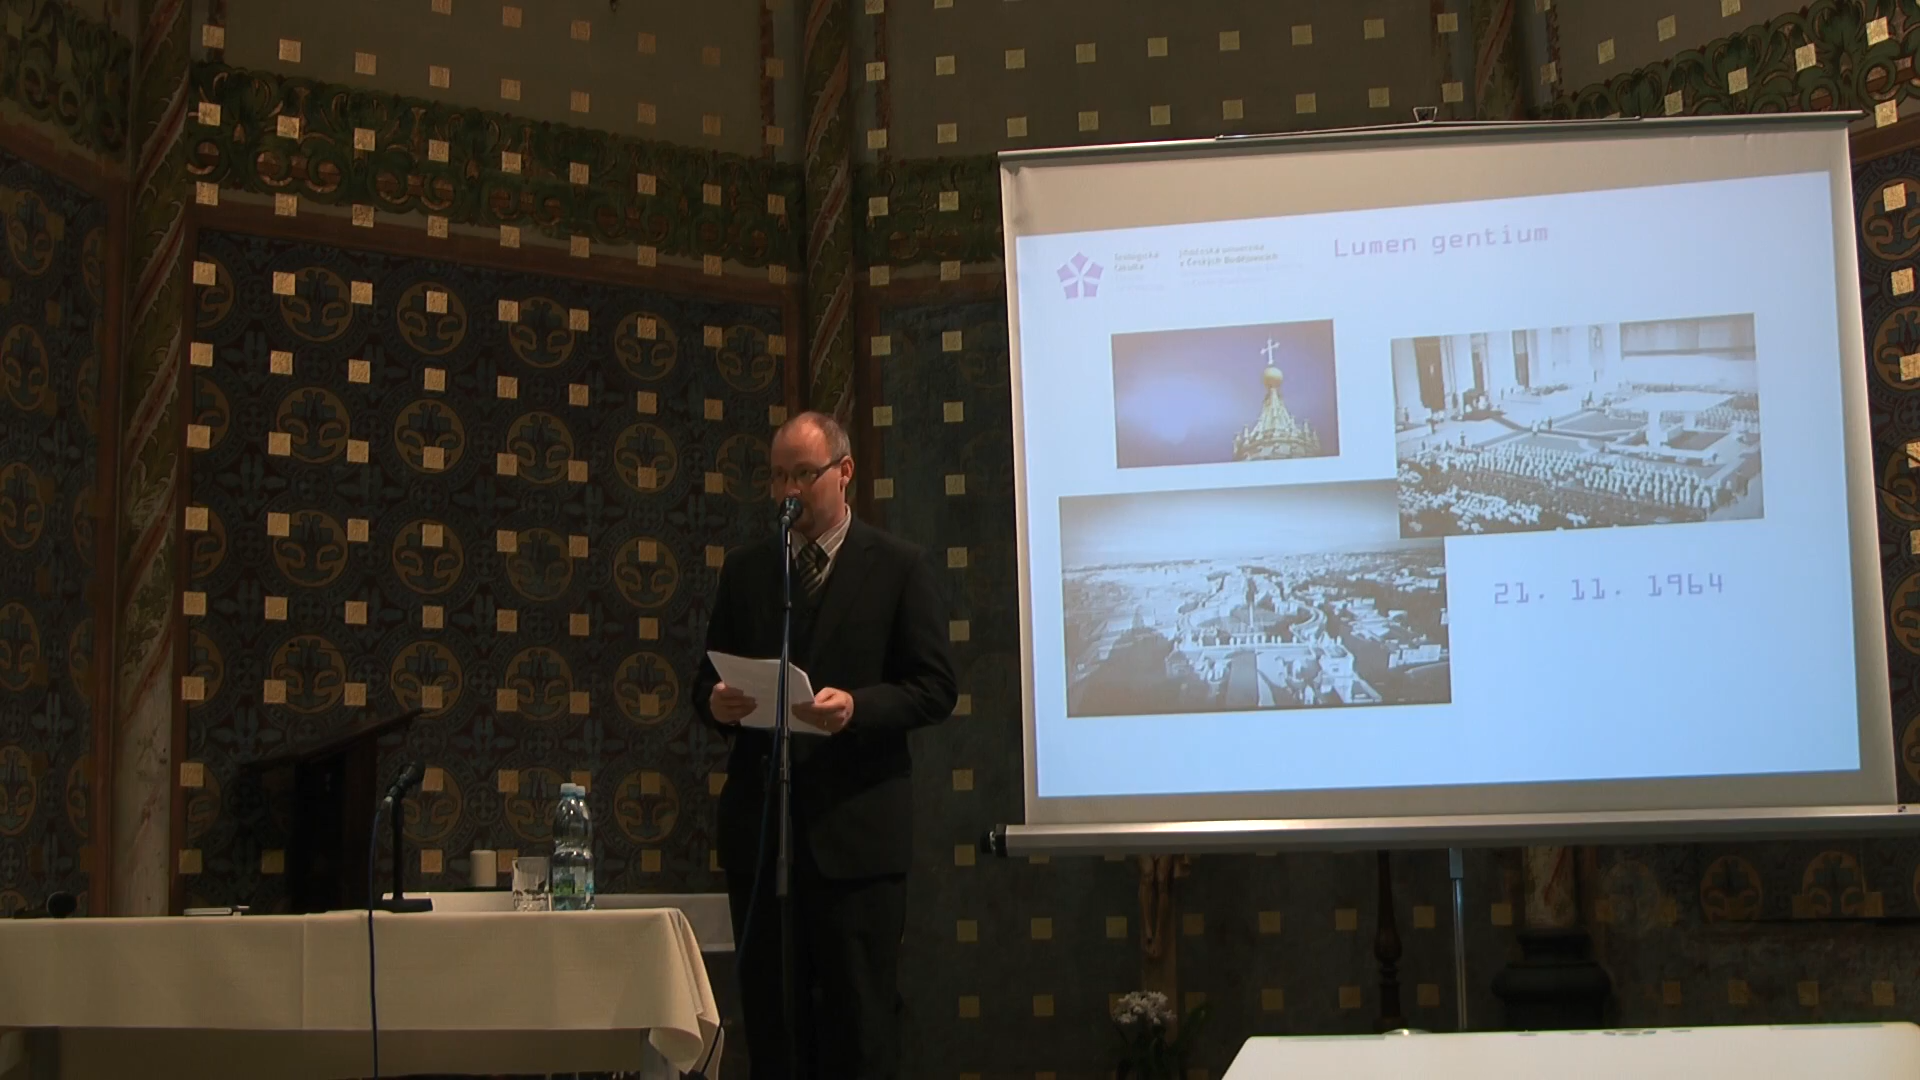 Lumen gentium
Teologická
fakulta
Jihočeská univerzita
v Českých Budějovicích
21. 11. 1964